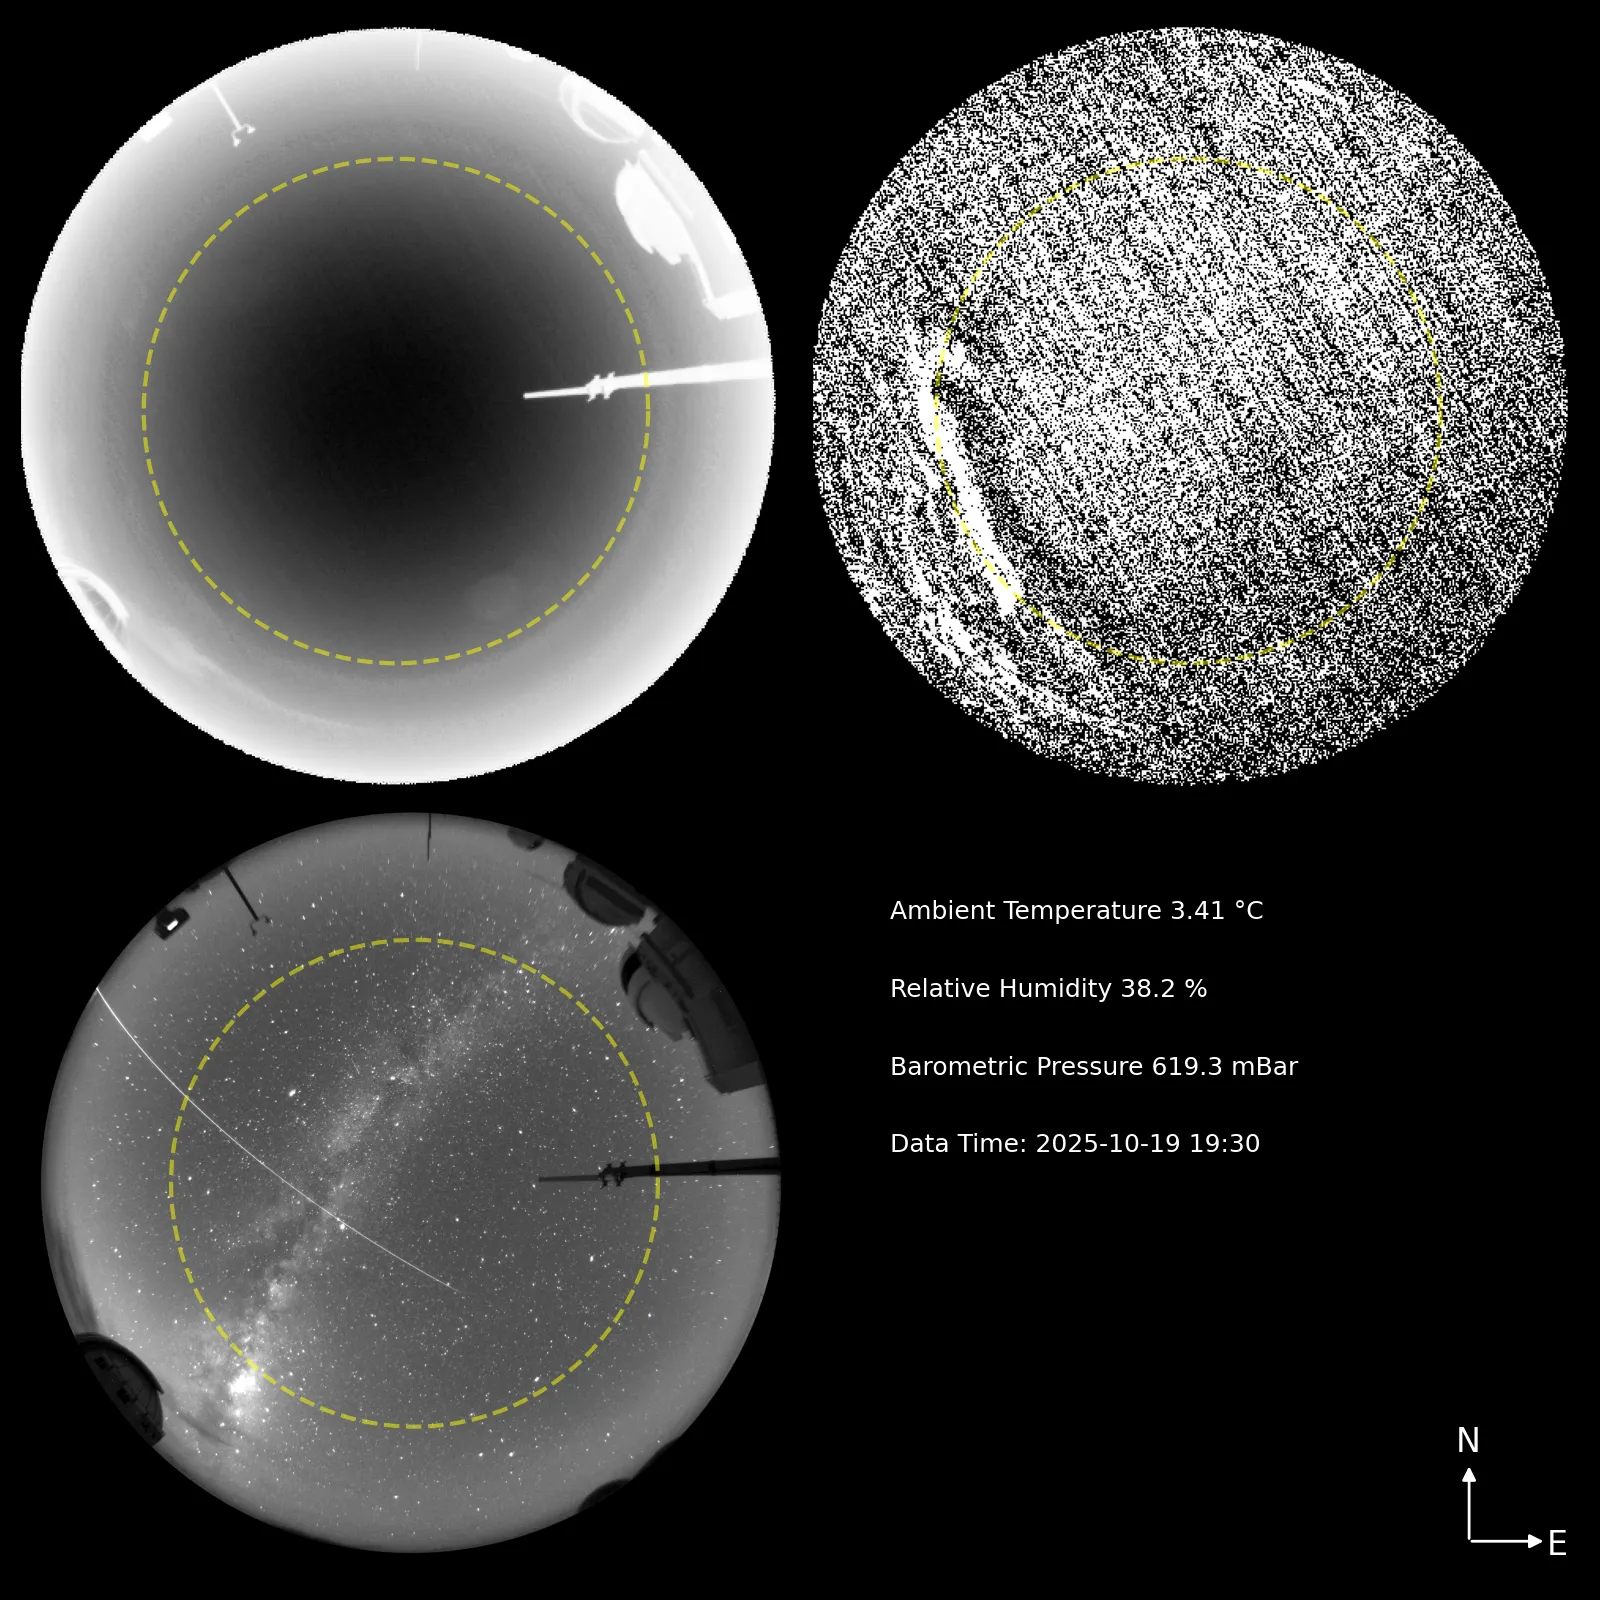 Ambient Temperature 3.41 °C
Relative Humidity 38.2 %
Barometric Pressure 619.3 mBar
Data Time: 2025-10-19 19:30
N
E